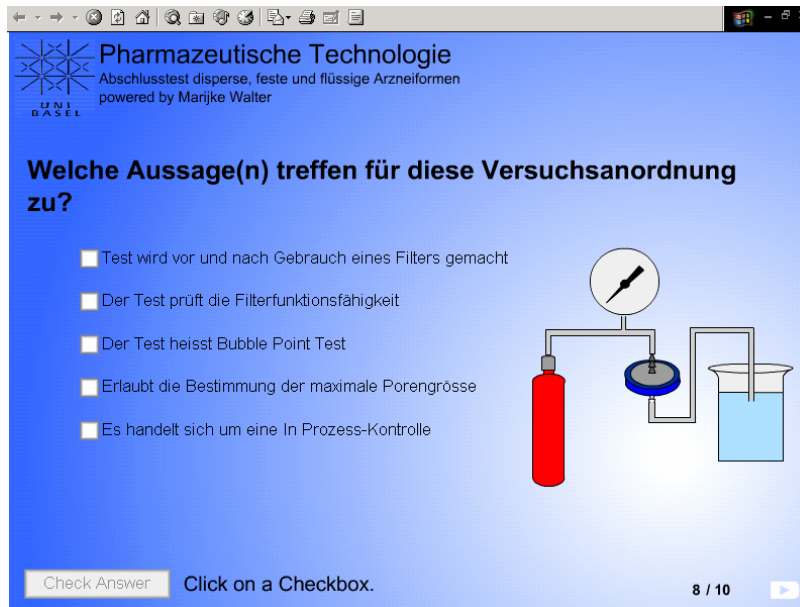 Pharmazeutische Technologie
Abschlusstest disperse, feste und flüssige Arzneiformen
powered by Marijke Walter
UNI
BASEL
Welche Aussage(n) treffen für diese Versuchsanordnung
zu?
Test wird vor und nach Gebrauch eines Filters gemacht
Der Test prüft die Filterfunktionsfähigkeit
Der Test heisst Bubble Point Test
Erlaubt die Bestimmung der maximale Porengrösse
Es handelt sich um eine In Prozess-Kontrolle
Check Answer
Click on a Checkbox.
8 / 10